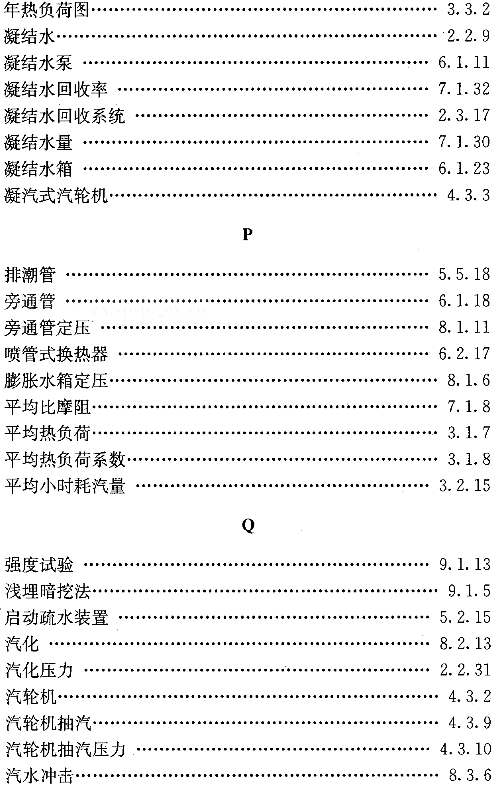 年热负荷图……………………………………………… 3.3.2
凝结水…………………………………………………… 2.2.9
凝结水泵 ……………………………………………… 6.1.11
凝结水回收率 ………………………………………… 7.1.32
凝结水回收系统 ……………………………………… 2.3.17
凝结水量 ……………………………………………… 7.1.30
凝结水箱 ……………………………………………… 6.1.23
凝汽式汽轮机…………………………………………… 4.3.3
P
排潮管 ………………………………………………… 5.5.18
旁通管 ………………………………………………… 6.1.18
旁通管定压 …………………………………………… 8.1.11
喷管式换热器 ………………………………………… 6.2.17
膨胀水箱定压…………………………………………… 8.1.6
平均比摩阻……………………………………………… 7.1.8
平均热负荷……………………………………………… 3.1.7
平均热负荷系数………………………………………… 3.1.8
平均小时耗汽量 ……………………………………… 3.2.15
Q
强度试验 ……………………………………………… 9.1.13
浅埋暗挖法……………………………………………… 9.1.5
启动疏水装置 ………………………………………… 5.2.15
汽化 …………………………………………………… 8.2.13
汽化压力 ……………………………………………… 2.2.31
汽轮机…………………………………………………… 4.3.2
汽轮机抽汽……………………………………………… 4.3.9
汽轮机抽汽压力 ……………………………………… 4.3.10
汽水冲击………………………………………………… 8.3.6